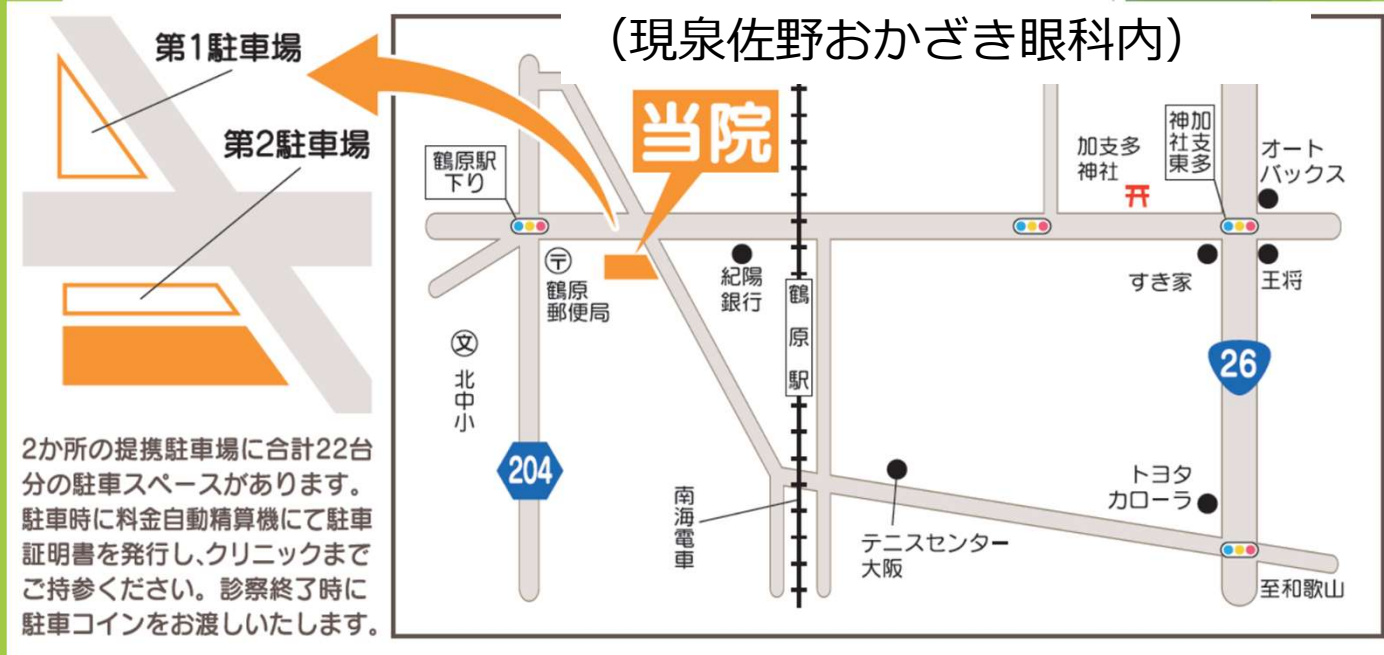 (現泉佐野おかざき眼科内)
第1駐車場
第2駐車場
2か所の提携駐車場に合計22台
分の駐車スペースがあります。
駐車時に料金自動精算機にて駐車
証明書を発行し、クリニックまで
ご持参ください。診察終了時に
駐車コインをお渡しいたします。
当院
鶴原駅
下り
〒
鶴原
郵便局
文
北中小
204
紀陽
銀行
鶴原駅
南海電車
テニスセンター
大阪
加支多
神社
加支多
神社東
オート
バックス
すき家
王将
26
トヨタ
カローラ
至和歌山